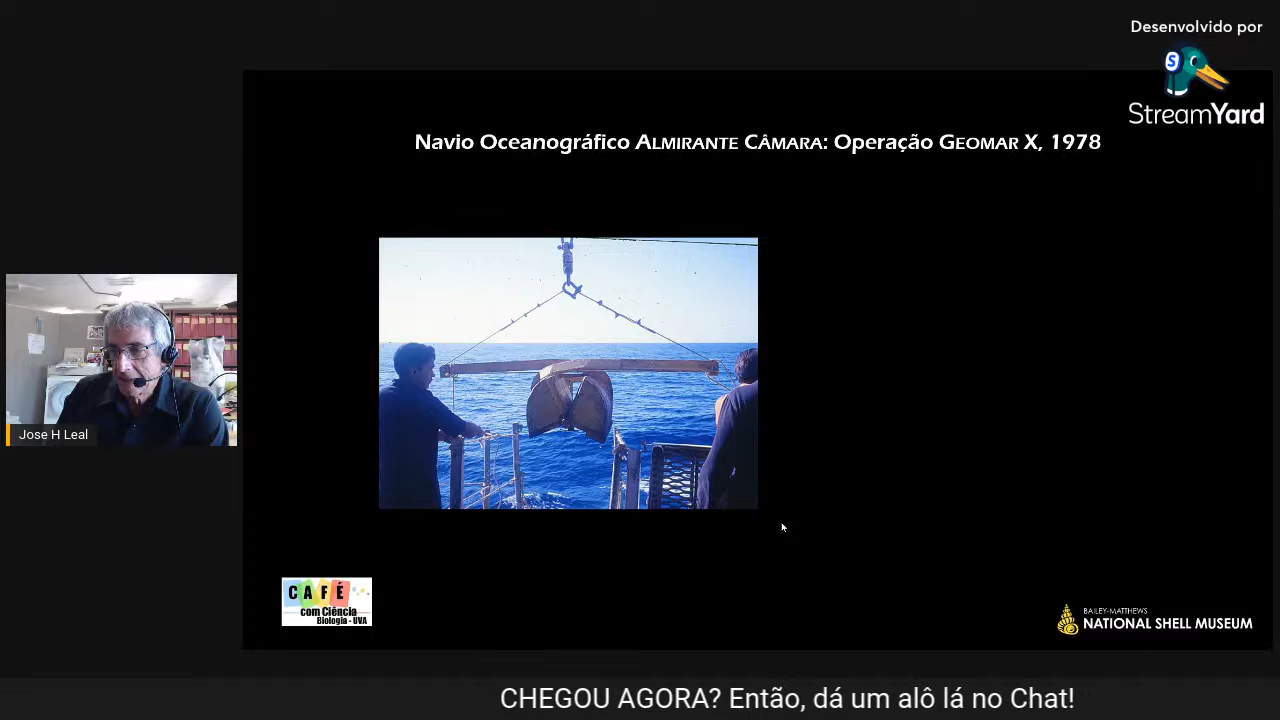 Desenvolvido por
StreamYard
Navio Oceanográfico ALMIRANTE CÂMARA: Operação GEOMAR X, 1978
Jose H Leal
CAFÉ
com Ciência
Biologia - UVA
BAILEY-MATTHEWS
NATIONAL SHELL MUSEUM
CHEGOU AGORA? Então, dá um alô lá no Chat!